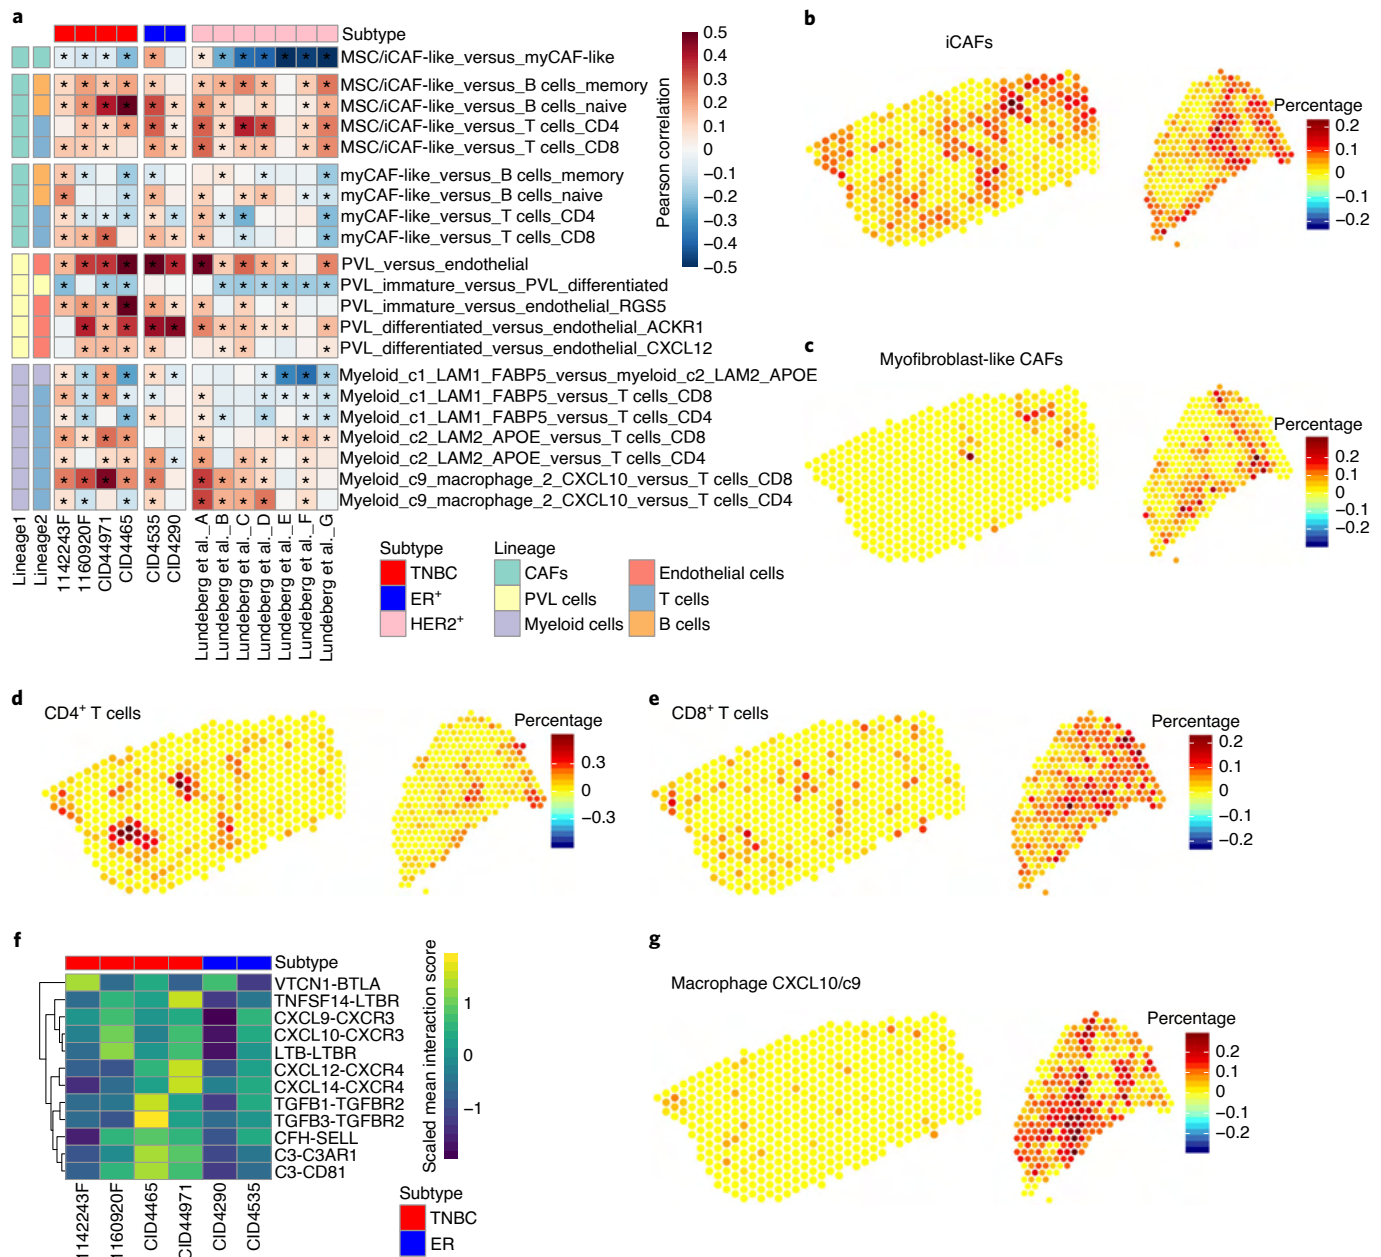 a
Subtype
MSC/iCAF-like_versus_myCAF-like
MSC/iCAF-like_versus_B cells_memory
MSC/iCAF-like_versus_B cells_naive
MSC/iCAF-like_versus_T cells_CD4
MSC/iCAF-like_versus_T cells_CD8
myCAF-like_versus_B cells_memory
myCAF-like_versus_B cells_naive
myCAF-like_versus_T cells_CD4
myCAF-like_versus_T cells_CD8
PVL_versus_endothelial
PVL_immature_versus_PVL_differentiated
PVL_immature_versus_endothelial_RGS5
PVL_differentiated_versus_endothelial_ACKR1
PVL_differentiated_versus_endothelial_CXCL12
Myeloid_c1_LAM1_FABP5_versus_myeloid_c2_LAM2_APOE
Myeloid_c1_LAM1_FABP5_versus_T cells_CD8
Myeloid_c1_LAM1_FABP5_versus_T cells_CD4
Myeloid_c2_LAM2_APOE_versus_T cells_CD8
Myeloid_c2_LAM2_APOE_versus_T cells_CD4
Myeloid_c9_macrophage_2_CXCL10_versus_T cells_CD8
Myeloid_c9_macrophage_2_CXCL10_versus_T cells_CD4
Lineage1
Lineage2
1142243F
1160920F
CID44971
CID4465
CID4535
CID4290
Lundeberg et al._A
Lundeberg et al._B
Lundeberg et al._C
Lundeberg et al._D
Lundeberg et al._E
Lundeberg et al._F
Lundeberg et al._G
Pearson correlation
0.5
0.4
0.3
0.2
0.1
0
−0.1
−0.2
−0.3
−0.4
−0.5
Subtype
TNBC
ER+
HER2+
Lineage
CAFs
PVL cells
Myeloid cells
Endothelial cells
T cells
B cells
b
iCAFs
Percentage
0.2
0.1
0
−0.1
−0.2
c
Myofibroblast-like CAFs
Percentage
0.2
0.1
0
−0.1
−0.2
d
CD4+ T cells
Percentage
0.3
0
−0.3
e
CD8+ T cells
Percentage
0.2
0.1
0
−0.1
−0.2
f
Subtype
VTCN1-BTLA
TNFSF14-LTBR
CXCL9-CXCR3
CXCL10-CXCR3
LTB-LTBR
CXCL12-CXCR4
CXCL14-CXCR4
TGFB1-TGFBR2
TGFB3-TGFBR2
CFH-SELL
C3-C3AR1
C3-CD81
1142243F
1160920F
CID4465
CID44971
CID4290
CID4535
Scaled mean interaction score
1
0
−1
Subtype
TNBC
ER
g
Macrophage CXCL10/c9
Percentage
0.2
0.1
0
−0.1
−0.2